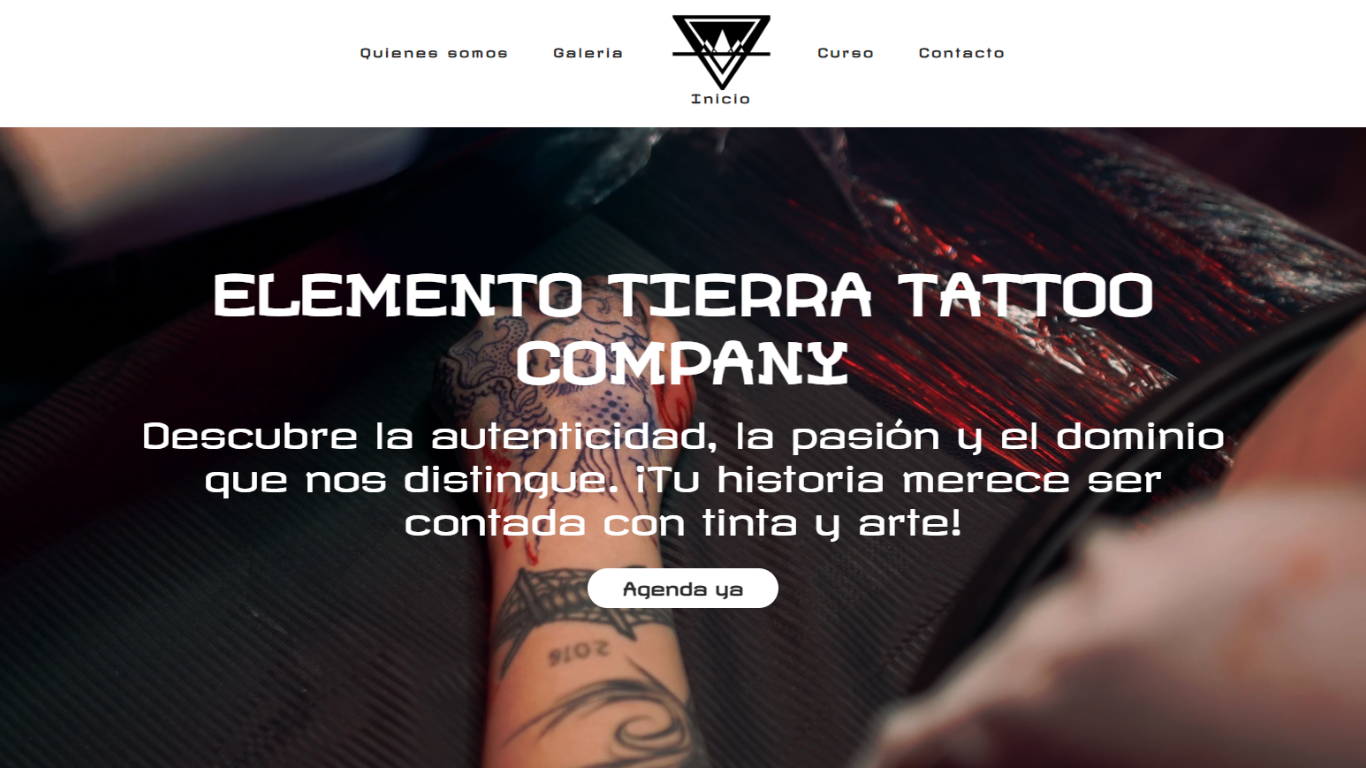 Quienes somos
Galeria
Inicio
Curso
Contacto
ELEMENTO TIERRA TATTOO
COMPANY
Descubre la autenticidad, la pasión y el dominio
que nos distingue. ¡Tu historia merece ser
contada con tinta y arte!
Agenda ya
2016